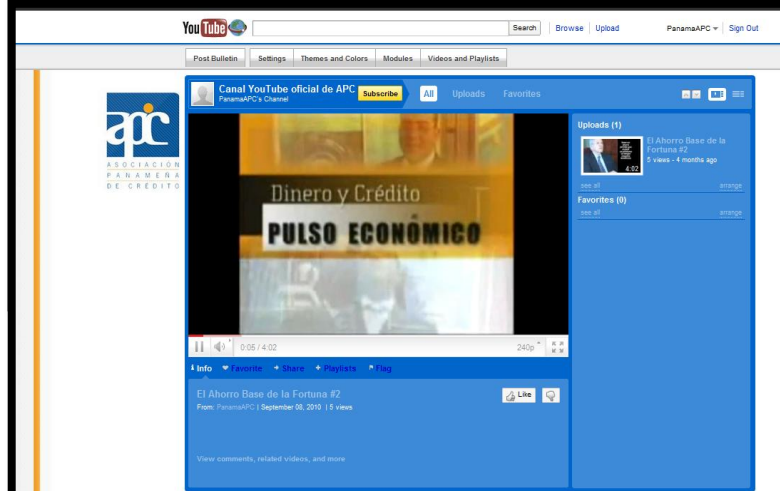 You Tube
Search
Browse
Upload
PanamaAPC
Sign Out
Post Bulletin
Settings
Themes and Colors
Modules
Videos and Playlists
apc
ASOCIACIÓN
PANAMEÑA
DE CRÉDITO
Canal YouTube oficial de APC
PanamaAPC's Channel
Subscribe
All
Uploads
Favorites
Dinero y Crédito
PULSO ECONÓMICO
0:05 / 4:02
240p
Uploads (1)
El Ahorro Base de la
Fortuna #2
5 views - 4 months ago
4:02
see all
arrange
Favorites (0)
see all
arrange
Info
Favorite
Share
Playlists
Flag
El Ahorro Base de la Fortuna #2
From: PanamaAPC | September 08, 2010 | 5 views
Like
View comments, related videos, and more